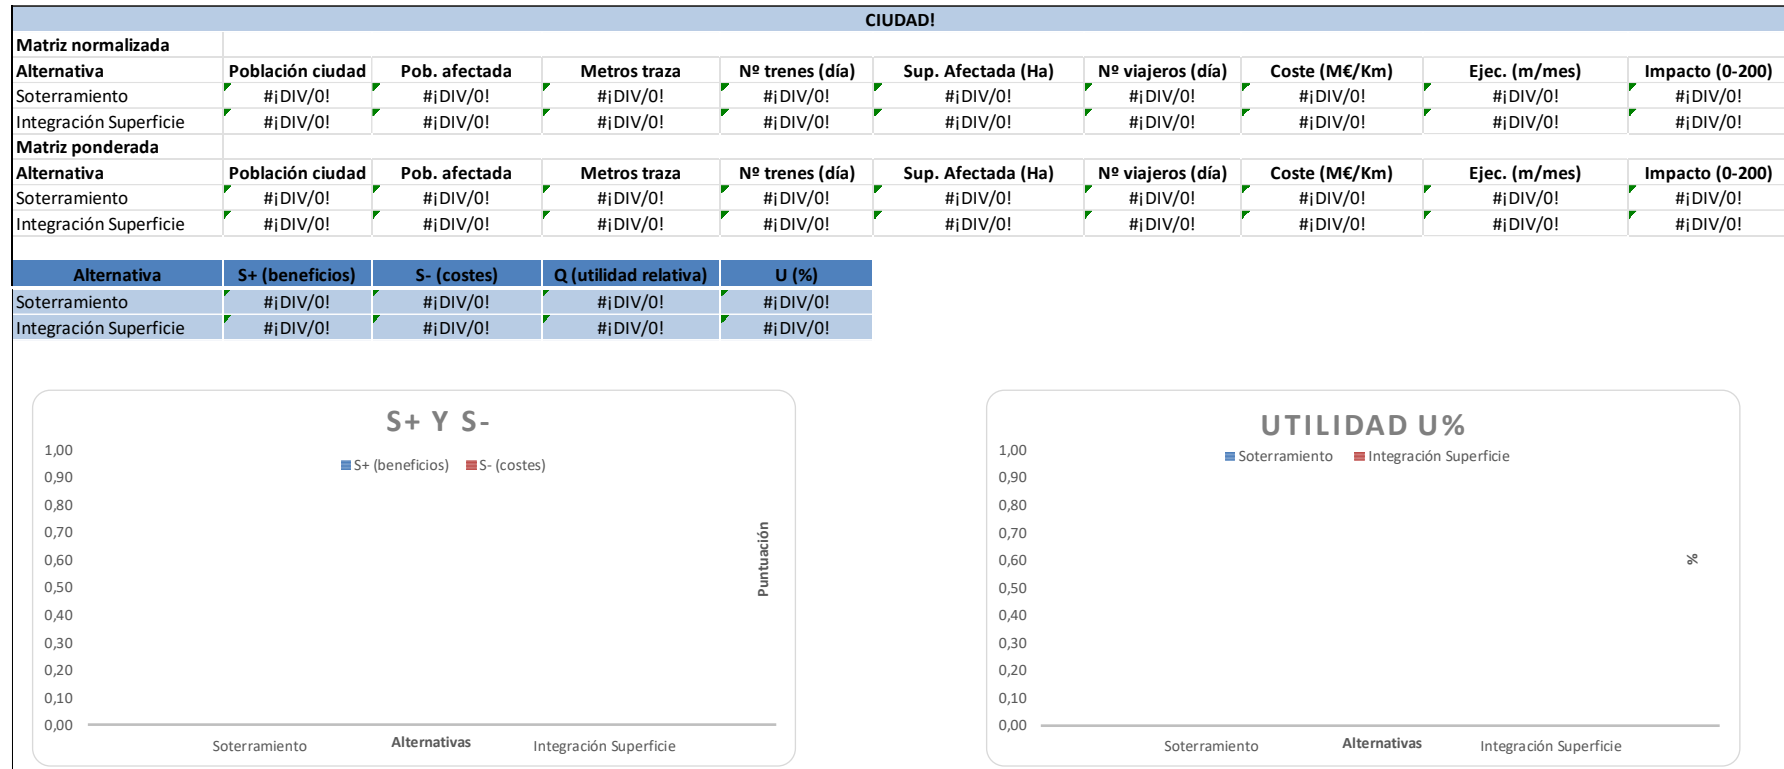 CIUDAD!
Matriz normalizada
Alternativa Población ciudad Pob. afectada Metros traza Nº trenes (día) Sup. Afectada (Ha) Nº viajeros (día) Coste (M€/Km) Ejec. (m/mes) Impacto (0-200)
Soterramiento #¡DIV/0! #¡DIV/0! #¡DIV/0! #¡DIV/0! #¡DIV/0! #¡DIV/0! #¡DIV/0! #¡DIV/0! #¡DIV/0!
Integración Superficie #¡DIV/0! #¡DIV/0! #¡DIV/0! #¡DIV/0! #¡DIV/0! #¡DIV/0! #¡DIV/0! #¡DIV/0! #¡DIV/0!
Matriz ponderada
Alternativa Población ciudad Pob. afectada Metros traza Nº trenes (día) Sup. Afectada (Ha) Nº viajeros (día) Coste (M€/Km) Ejec. (m/mes) Impacto (0-200)
Soterramiento #¡DIV/0! #¡DIV/0! #¡DIV/0! #¡DIV/0! #¡DIV/0! #¡DIV/0! #¡DIV/0! #¡DIV/0! #¡DIV/0!
Integración Superficie #¡DIV/0! #¡DIV/0! #¡DIV/0! #¡DIV/0! #¡DIV/0! #¡DIV/0! #¡DIV/0! #¡DIV/0! #¡DIV/0!
Alternativa S+ (beneficios) S- (costes) Q (utilidad relativa) U (%)
Soterramiento #¡DIV/0! #¡DIV/0! #¡DIV/0! #¡DIV/0!
Integración Superficie #¡DIV/0! #¡DIV/0! #¡DIV/0! #¡DIV/0!
S+ Y S-
S+ (beneficios) S- (costes)
1,00
0,90
0,80
0,70
0,60
0,50
0,40
0,30
0,20
0,10
0,00
Puntuación
Soterramiento Alternativas Integración Superficie
UTILIDAD U%
Soterramiento Integración Superficie
1,00
0,90
0,80
0,70
0,60
0,50
0,40
0,30
0,20
0,10
0,00
%
Soterramiento Alternativas Integración Superficie